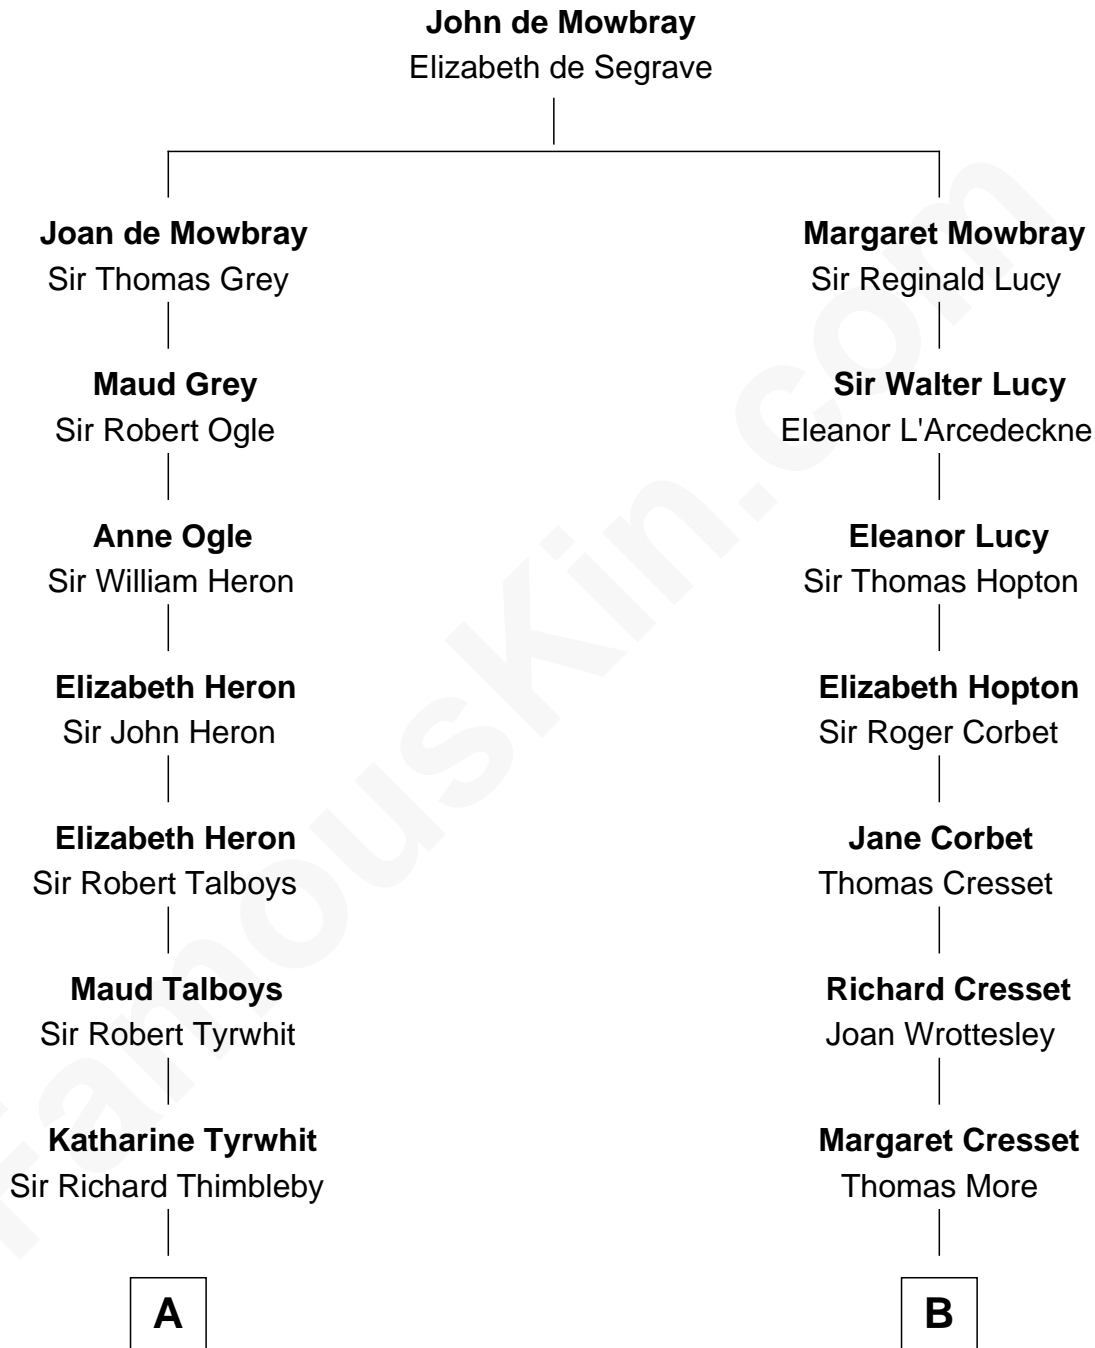 John de Mowbray
Elizabeth de Segrave
Joan de Mowbray
Sir Thomas Grey
Margaret Mowbray
Sir Reginald Lucy
Maud Grey
Sir Robert Ogle
Sir Walter Lucy
Eleanor L'Arcedeckne
Anne Ogle
Sir William Heron
Eleanor Lucy
Sir Thomas Hopton
Elizabeth Heron
Sir John Heron
Elizabeth Hopton
Sir Roger Corbet
Elizabeth Heron
Sir Robert Talboys
Jane Corbet
Thomas Cresset
Maud Talboys
Sir Robert Tyrwhit
Richard Cresset
Joan Wrottesley
Katharine Tyrwhit
Sir Richard Thimbleby
Margaret Cresset
Thomas More
A
B
FamousKin.com